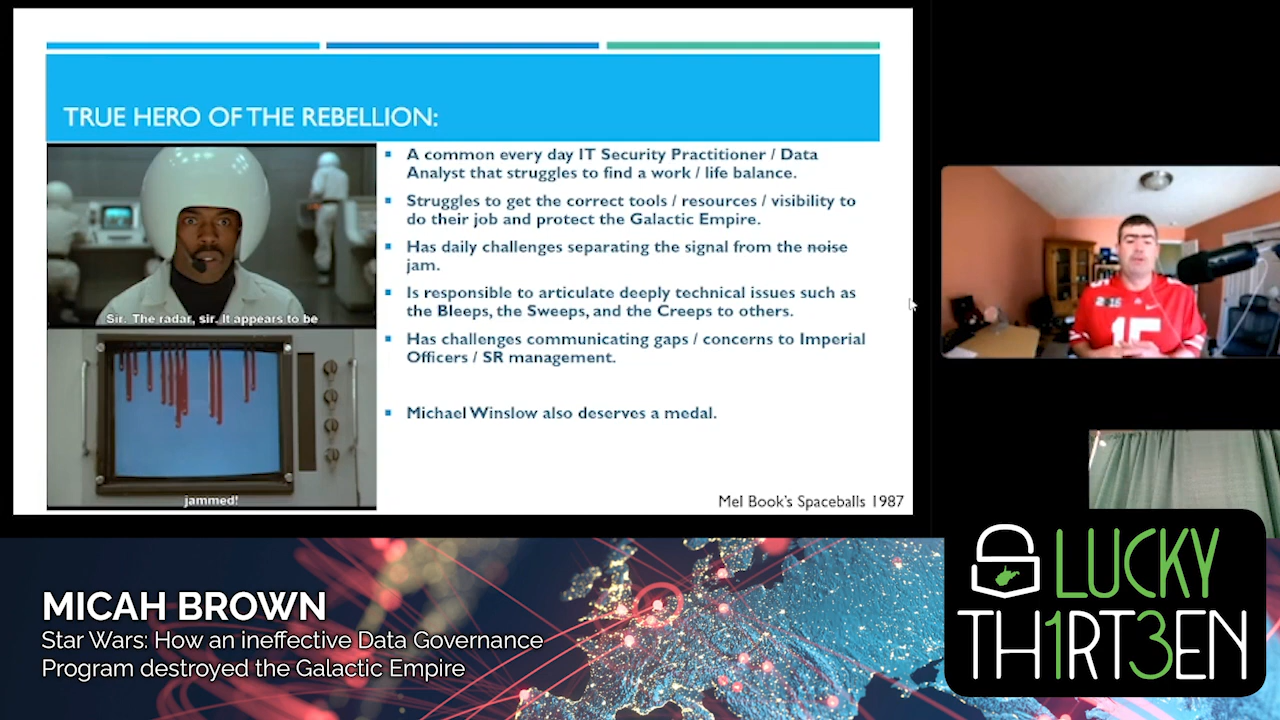 TRUE HERO OF THE REBELLION:
Sir. The radar, sir. It appears to be
jammed!
A common every day IT Security Practitioner / Data
Analyst that struggles to find a work / life balance.
Struggles to get the correct tools / resources / visibility to
do their job and protect the Galactic Empire.
Has daily challenges separating the signal from the noise
jam.
Is responsible to articulate deeply technical issues such as
the Bleeps, the Sweeps, and the Creeps to others.
Has challenges communicating gaps / concerns to Imperial
Officers / SR management.
Michael Winslow also deserves a medal.
Mel Book's Spaceballs 1987
15
MICAH BROWN
Star Wars: How an ineffective Data Governance
Program destroyed the Galactic Empire
LUCKY
TH1RT3EN